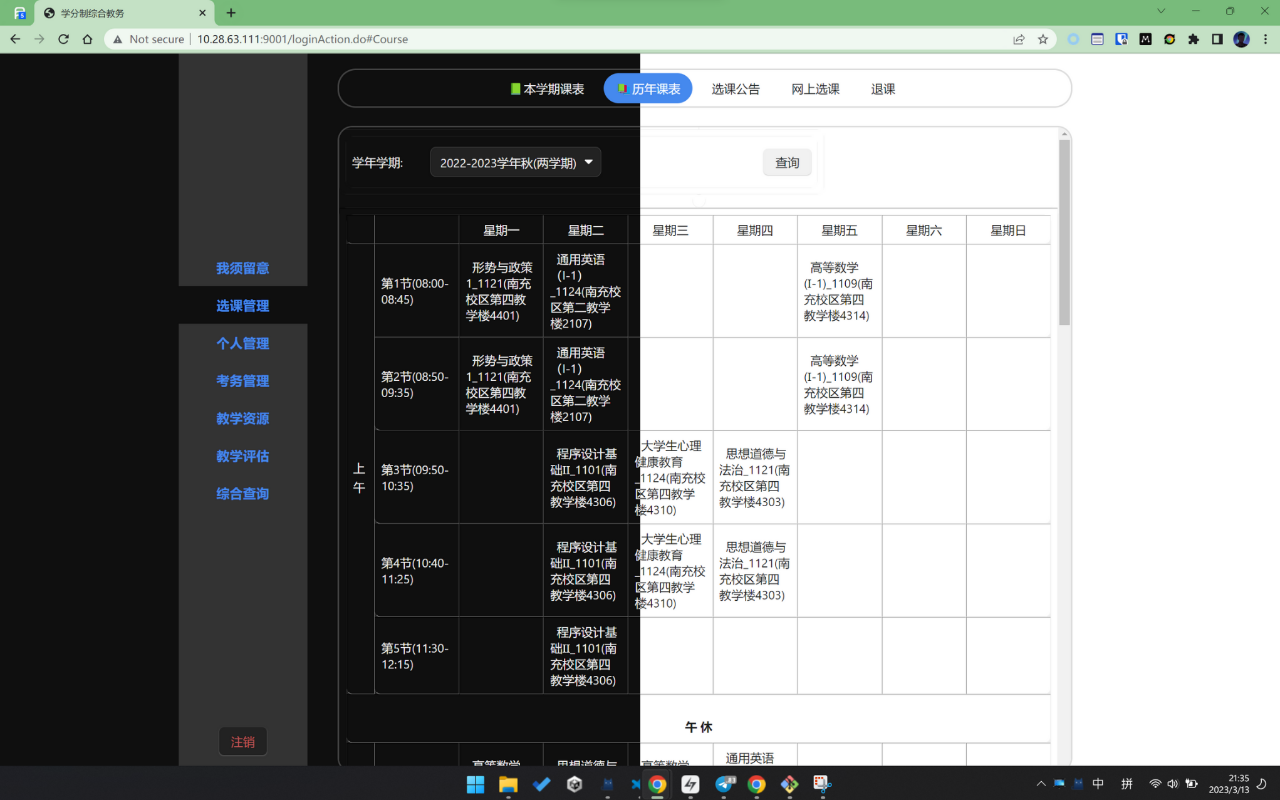 学分制综合教务
Not secure
10.28.63.111:9001/loginAction.do#Course
本学期课表
历年课表
选课公告
网上选课
退课
我须留意
选课管理
个人管理
考务管理
教学资源
教学评估
综合查询
注销
学年学期:
2022-2023学年秋(两学期)
查询
星期一
星期二
星期三
星期四
星期五
星期六
星期日
上
午
第1节(08:00-
08:45)
形势与政策
1_1121(南充
校区第四教
学楼4401)
通用英语
(I-1)
_1124(南充校
区第二教学
楼2107)
高等数学
(I-1)_1109(南
充校区第四
教学楼4314)
第2节(08:50-
09:35)
形势与政策
1_1121(南充
校区第四教
学楼4401)
通用英语
(I-1)
_1124(南充校
区第二教学
楼2107)
高等数学
(I-1)_1109(南
充校区第四
教学楼4314)
第3节(09:50-
10:35)
程序设计基
础II_1101(南
充校区第四
教学楼4306)
大学生心理
健康教育
_1124(南充校
区第四教学
楼4310)
思想道德与
法治_1121(南
充校区第四
教学楼4303)
第4节(10:40-
11:25)
程序设计基
础II_1101(南
充校区第四
教学楼4306)
大学生心理
健康教育
_1124(南充校
区第四教学
楼4310)
思想道德与
法治_1121(南
充校区第四
教学楼4303)
第5节(11:30-
12:15)
程序设计基
础II_1101(南
充校区第四
教学楼4306)
午 休
高等数学
思想道德与
高等数学
通用英语
中
拼
21:35
2023/3/13